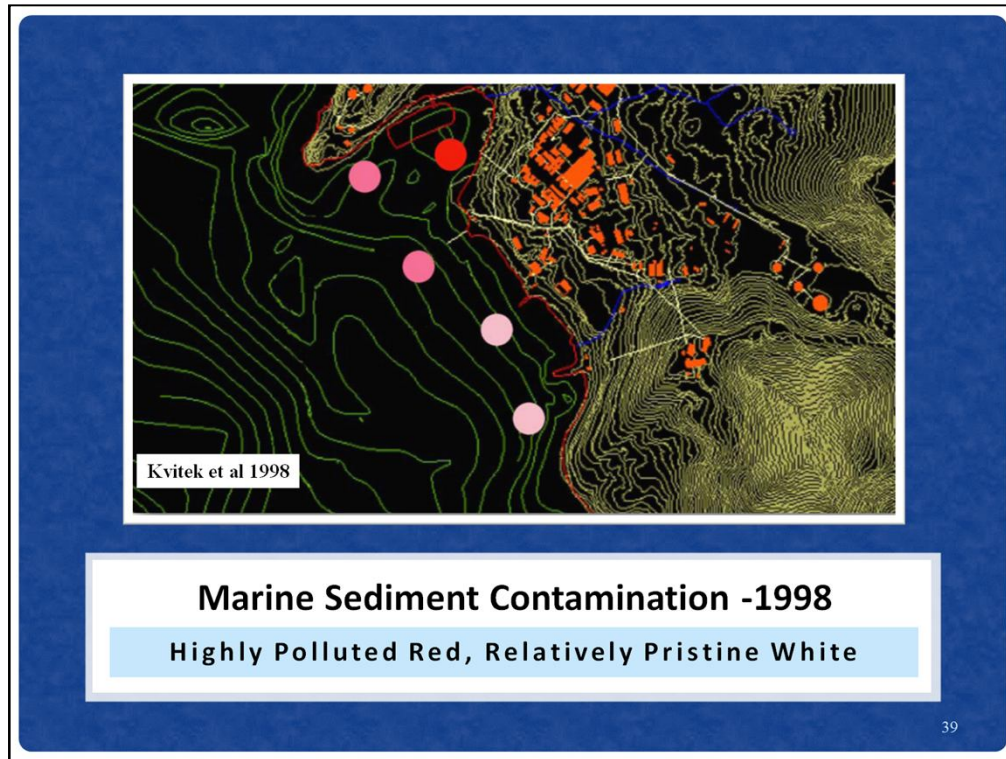 Kvitek et al 1998
Marine Sediment Contamination -1998
Highly Polluted Red, Relatively Pristine White
39